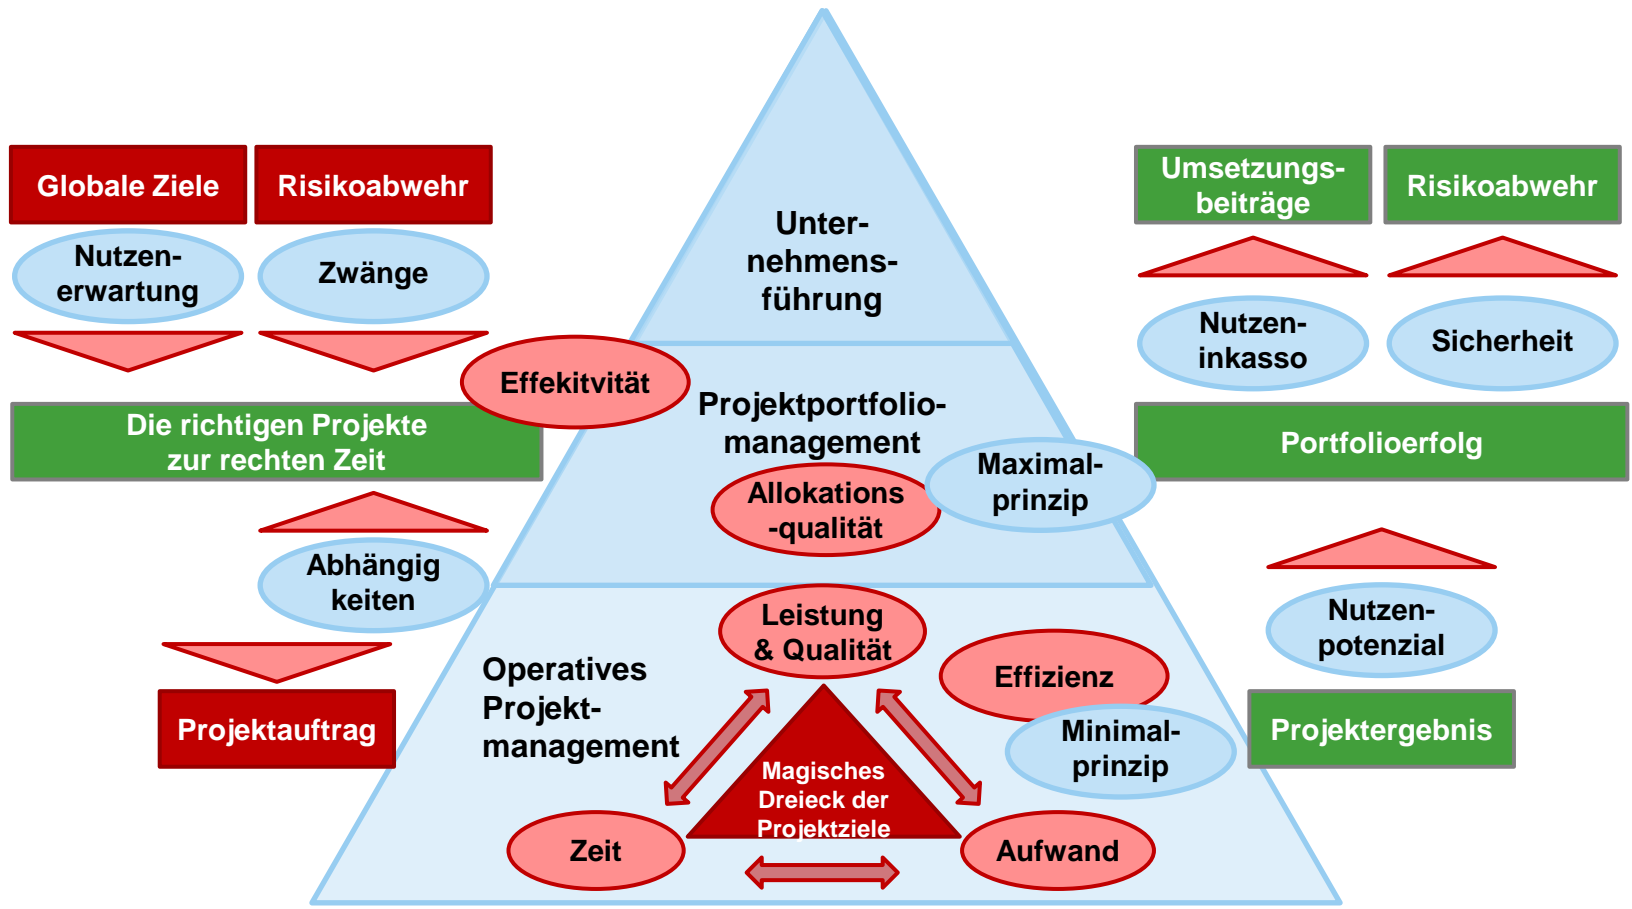 Globale Ziele
Risikoabwehr
Nutzen-
erwartung
Zwänge
Die richtigen Projekte
zur rechten Zeit
Abhängig
keiten
Projektauftrag
Unter-
nehmens-
führung
Effekitvität
Projektportfolio-
management
Allokations
-qualität
Maximal-
prinzip
Operatives
Projekt-
management
Leistung
& Qualität
Effizienz
Minimal-
prinzip
Magisches
Dreieck der
Projektziele
Zeit
Aufwand
Umsetzungs-
beiträge
Risikoabwehr
Nutzen-
inkasso
Sicherheit
Portfolioerfolg
Nutzen-
potenzial
Projektergebnis